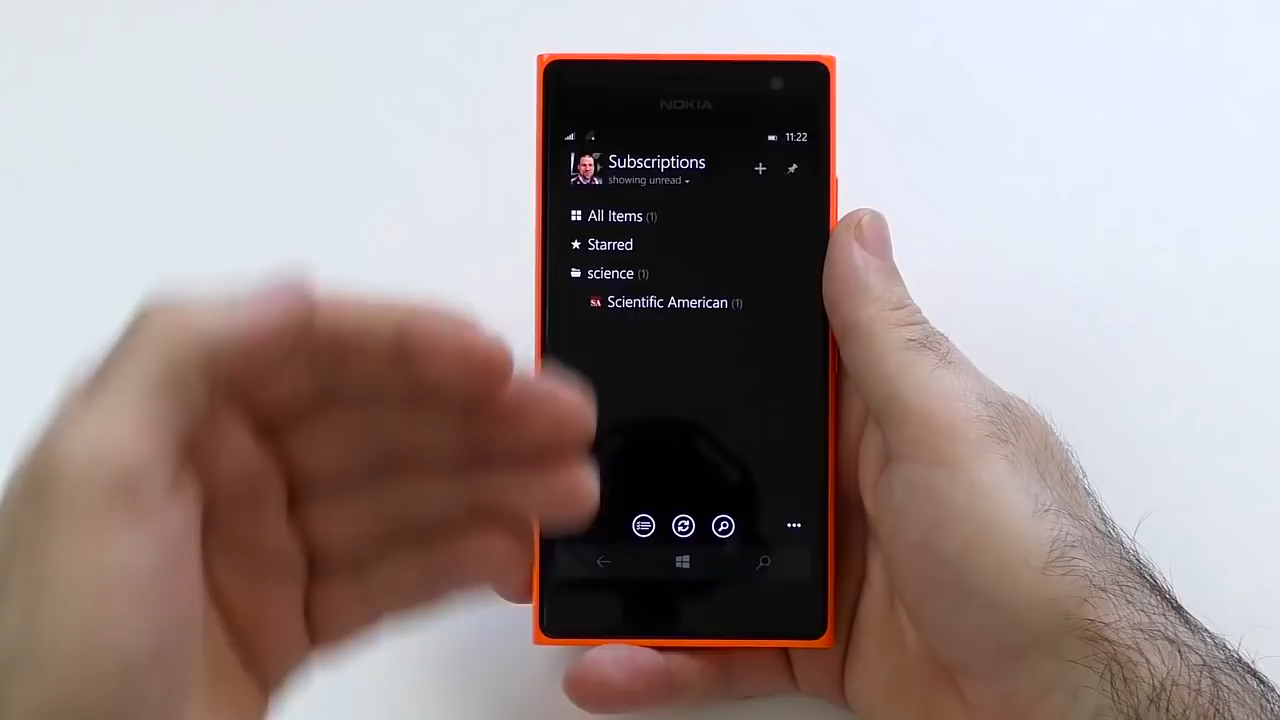 NOKIA
11:22
Subscriptions
showing unread
All Items (1)
Starred
science (1)
SA Scientific American (1)